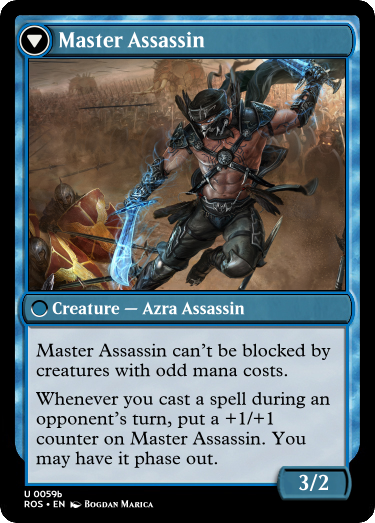 Master Assassin
Creature — Azra Assassin
Master Assassin can't be blocked by
creatures with odd mana costs.
Whenever you cast a spell during an
opponent's turn, put a +1/+1
counter on Master Assassin. You
may have it phase out.
3/2
U 0059b
ROS • EN Bogdan Marica